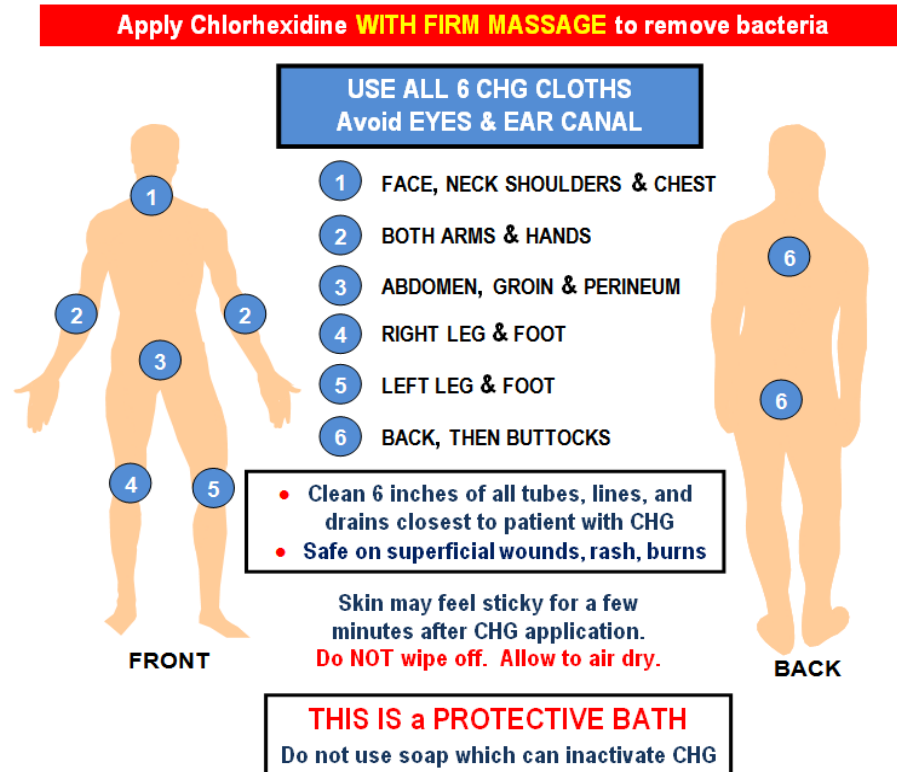 Apply Chlorhexidine WITH FIRM MASSAGE to remove bacteria
USE ALL 6 CHG CLOTHS
Avoid EYES & EAR CANAL
1 FACE, NECK SHOULDERS & CHEST
2 BOTH ARMS & HANDS
3 ABDOMEN, GROIN & PERINEUM
4 RIGHT LEG & FOOT
5 LEFT LEG & FOOT
6 BACK, THEN BUTTOCKS
1
2
2
3
4
5
FRONT
6
6
BACK
• Clean 6 inches of all tubes, lines, and
drains closest to patient with CHG
• Safe on superficial wounds, rash, burns
Skin may feel sticky for a few
minutes after CHG application.
Do NOT wipe off. Allow to air dry.
THIS IS a PROTECTIVE BATH
Do not use soap which can inactivate CHG